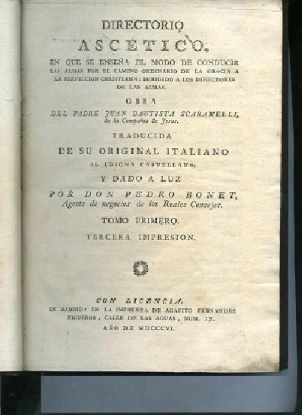 DIRECTORIO
ASCETICO,
EN QUE SE ENSEÑA EL MODO DE CONDUCIR
LAS ALMAS POR EL CAMINO ORDINARIO DE LA GRACIA A
LA PERFECCION CHRISTIANA: DIRIGIDO A LOS DIRECTORES
DE LAS ALMAS.
OBRA
DEL PADRE JUAN BAUTISTA SCARAMELLI,
de la Compañia de Jesus.
TRADUCIDA
DE SU ORIGINAL ITALIANO
AL IDIOMA CASTELLANO,
Y DADO A LUZ
POR DON PEDRO BONET,
Agente de negocios de los Reales Consejos.
TOMO PRIMERO.
TERCERA IMPRESION.
CON LICENCIA.
EN MADRID: EN LA IMPRENTA DE AGAPITO FERNANDEZ
FIGUEROA, CALLE DE LAS AGUAS, NUM. 17.
AÑO DE MDCCCVI.